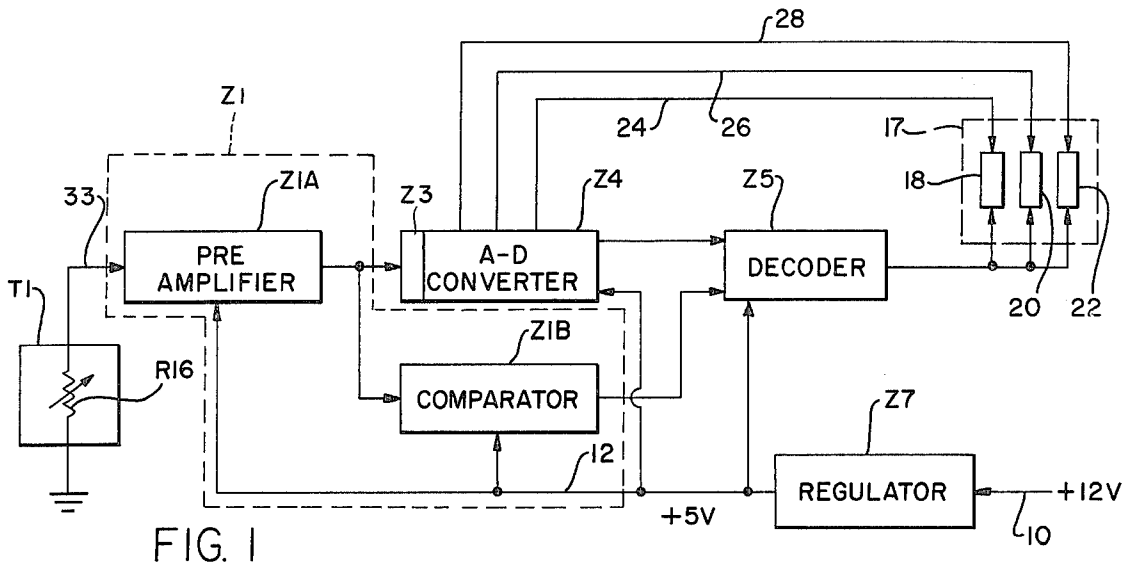 28
Z1
26
24
17
Z1A
Z3
Z4
Z5
18
33
PRE
AMPLIFIER
A-D
CONVERTER
DECODER
T1
20
22
Z1B
R16
COMPARATOR
Z7
12
REGULATOR
+12V
+5V
10
FIG. 1